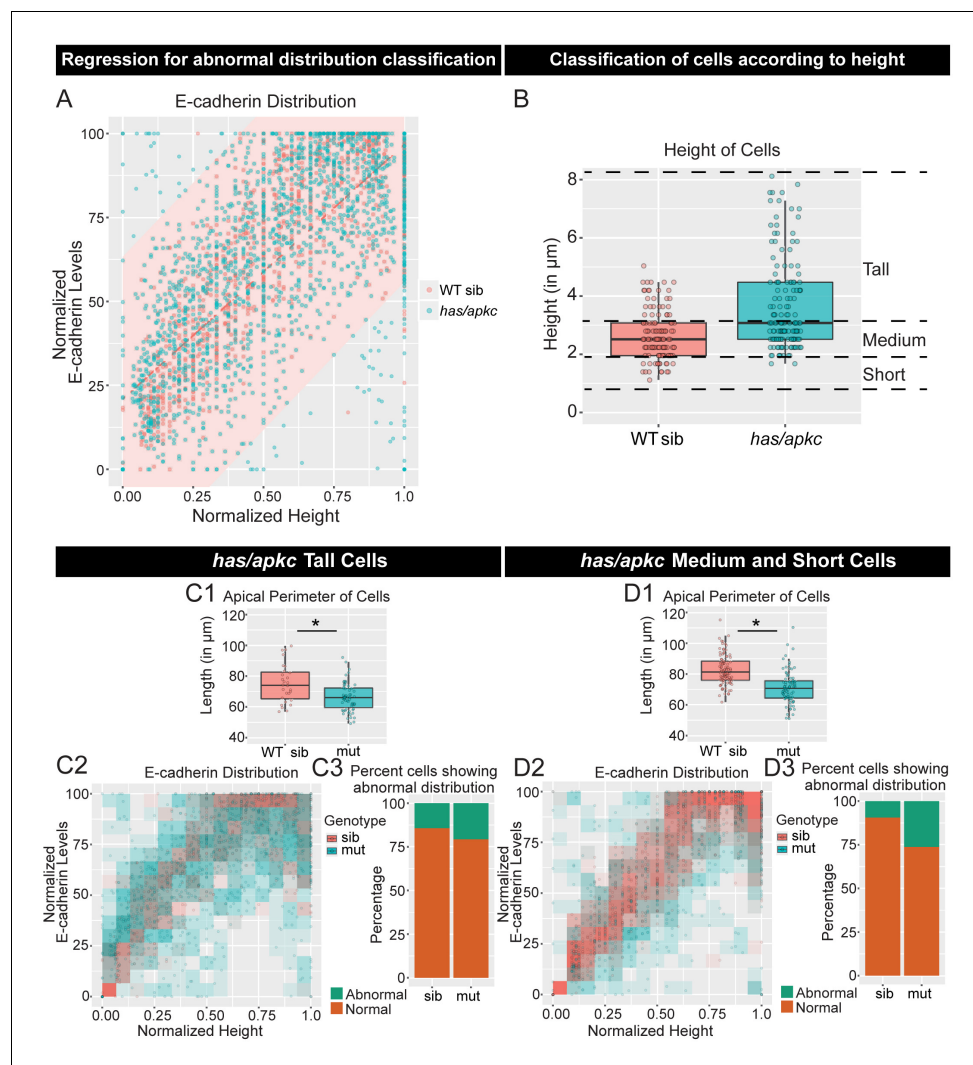 Regression for abnormal distribution classification
Classification of cells according to height
A
E-cadherin Distribution
Normalized
E-cadherin Levels
100
75
50
25
0
0.00
0.25
0.50
0.75
1.0
Normalized Height
WT sib
has/apkc
B
Height of Cells
Height (in µm)
8
6
4
2
0
Tall
Medium
Short
WT sib
has/apkc
has/apkc Tall Cells
has/apkc Medium and Short Cells
C1
Apical Perimeter of Cells
Length (in µm)
120
100
80
60
40
*
WT sib
mut
D1
Apical Perimeter of Cells
Length (in µm)
120
100
80
60
40
*
WT sib
mut
C2
E-cadherin Distribution
Normalized
E-cadherin Levels
100
75
50
25
0
0.00
0.25
0.50
0.75
1.0
Normalized Height
Genotype
sib
mut
C3
Percent cells showing
abnormal distribution
Percentage
100
75
50
25
0
sib
mut
Abnormal
Normal
D2
E-cadherin Distribution
Normalized
E-cadherin Levels
100
75
50
25
0
0.00
0.25
0.50
0.75
1.0
Normalized Height
Genotype
sib
mut
D3
Percent cells showing
abnormal distribution
Percentage
100
75
50
25
0
sib
mut
Abnormal
Normal